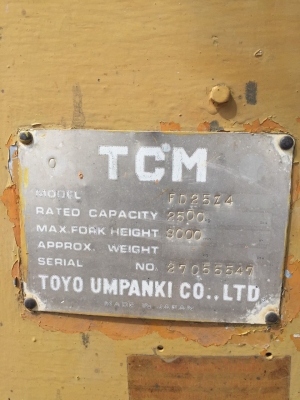 TCM
MODEL FD25Z4
RATED CAPACITY 2500
MAX.FORK HEIGHT 3000
APPROX. WEIGHT
SERIAL NO. 27055547
TOYO UMPANKI CO.,LTD
MADE IN JAPAN